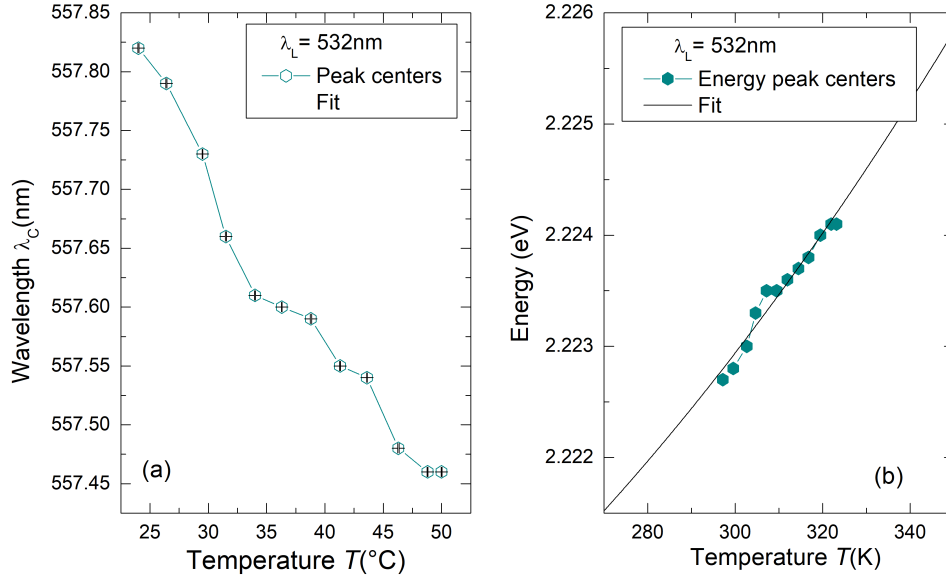 557.85
557.80
557.75
557.70
557.65
557.60
557.55
557.50
557.45
Wavelength λC(nm)
λL= 532nm
Peak centers
Fit
(a)
25 30 35 40 45 50
Temperature T(°C)
2.226
2.225
2.224
2.223
2.222
Energy (eV)
λL= 532nm
Energy peak centers
Fit
(b)
280 300 320 340
Temperature T(K)